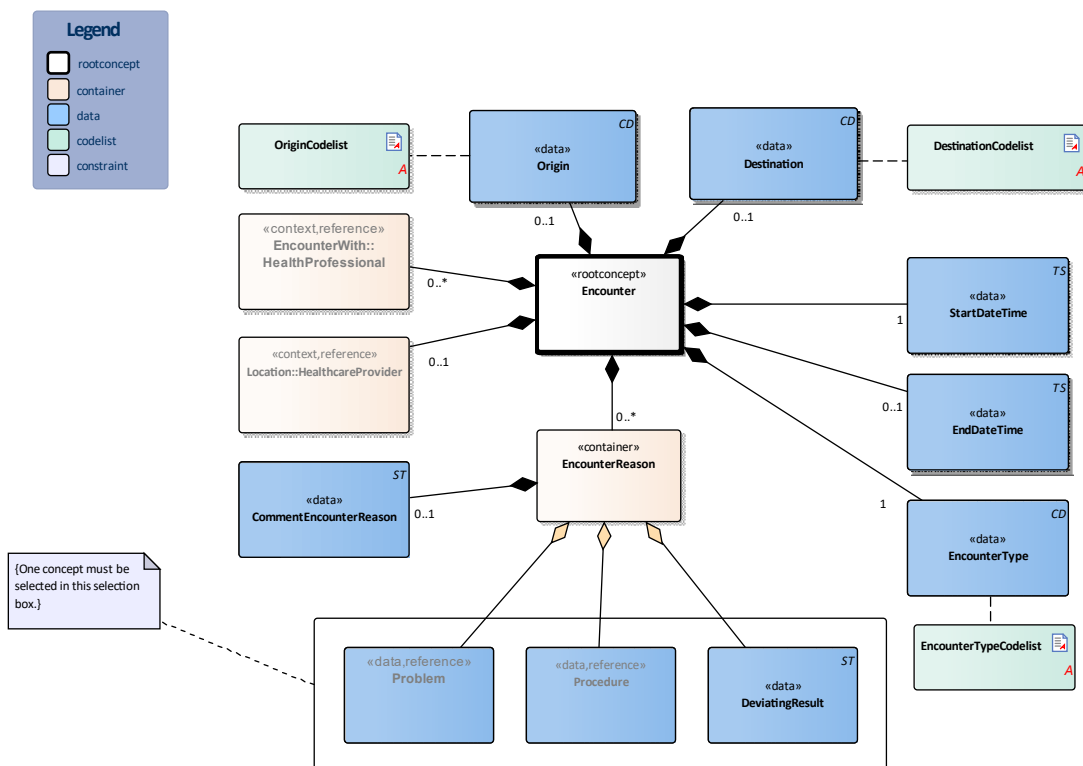 Legend
rootconcept
container
data
codelist
constraint
OriginCodelist
A
CD
«data»
Origin
CD
«data»
Destination
DestinationCodelist
A
0..1
0..1
«context,reference»
EncounterWith::
HealthProfessional
0..*
«rootconcept»
Encounter
TS
«data»
StartDateTime
1
«context,reference»
Location::HealthcareProvider
0..1
TS
«data»
EndDateTime
0..1
0..*
«container»
EncounterReason
ST
«data»
CommentEncounterReason
0..1
1
CD
«data»
EncounterType
{One concept must be
selected in this selection
box.}
EncounterTypeCodelist
A
«data,reference»
Problem
«data,reference»
Procedure
ST
«data»
DeviatingResult